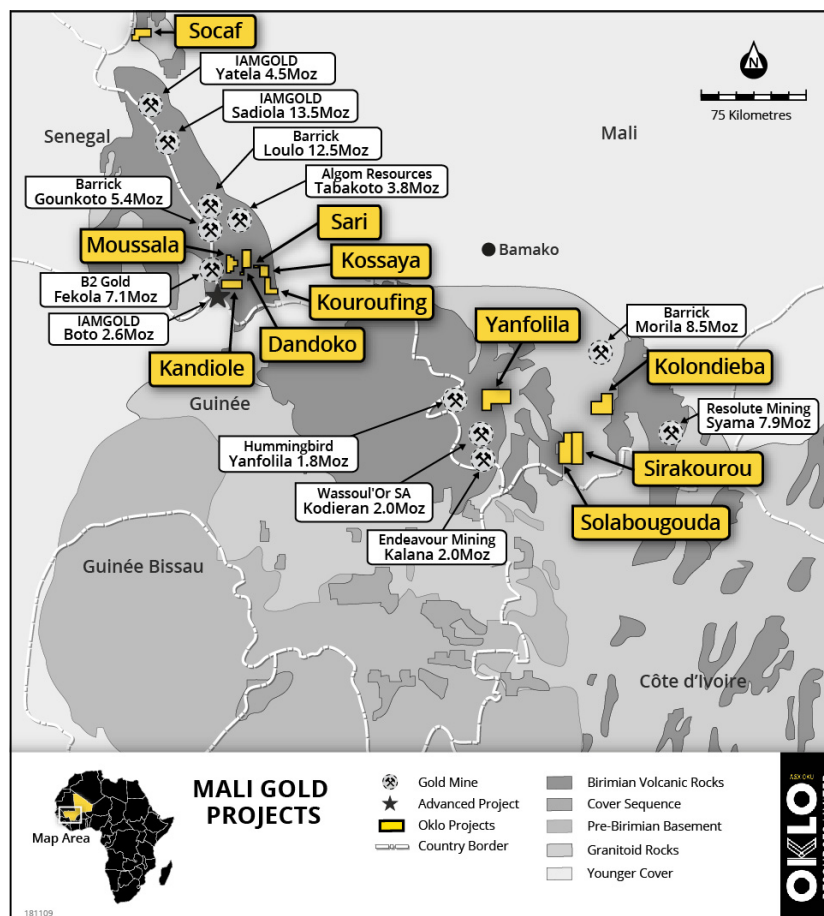 Socaf
IAMGOLD
Yatela 4.5Moz
IAMGOLD
Sadiola 13.5Moz
N
75 Kilometres
Senegal
Mali
Barrick
Loulo 12.5Moz
Algom Resources
Tabakoto 3.8Moz
Barrick
Gounkoto 5.4Moz
Sari
Moussala
Kossaya
Bamako
B2 Gold
Fekola 7.1Moz
Kouroufing
IAMGOLD
Boto 2.6Moz
Yanfolila
Barrick
Morila 8.5Moz
Dandoko
Kandiole
Kolondieba
Guinée
Resolute Mining
Syama 7.9Moz
Hummingbird
Yanfolila 1.8Moz
Sirakourou
Wassoul'Or SA
Kodieran 2.0Moz
Solabougouda
Endeavour Mining
Kalana 2.0Moz
Guinée Bissau
Côte d'Ivoire
Map Area
MALI GOLD
PROJECTS
Gold Mine
Advanced Project
Oklo Projects
Country Border
Birimian Volcanic Rocks
Cover Sequence
Pre-Birimian Basement
Granitoid Rocks
Younger Cover
OKLO
181109